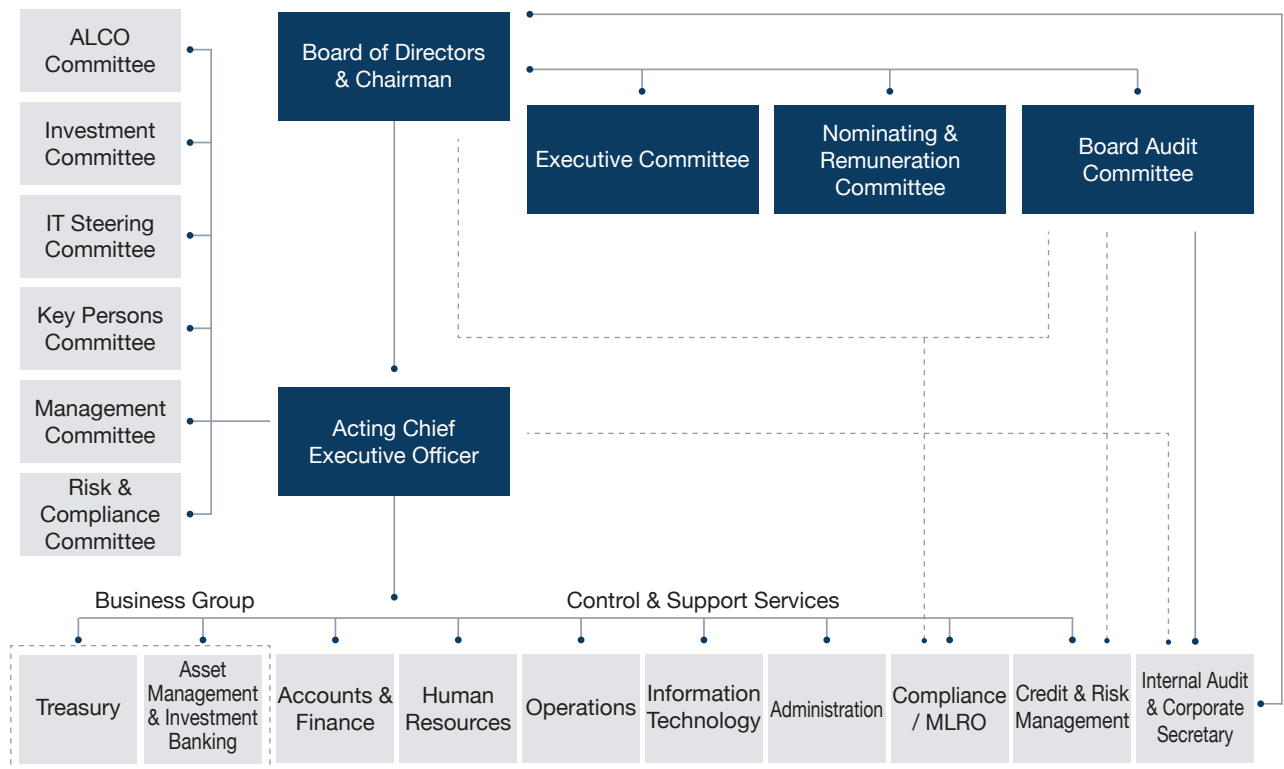 ALCO
Committee
Investment
Committee
IT Steering
Committee
Key Persons
Committee
Management
Committee
Risk &
Compliance
Committee
Board of Directors
& Chairman
Executive Committee
Nominating &
Remuneration
Committee
Board Audit
Committee
Acting Chief
Executive Officer
Business Group
Control & Support Services
Treasury
Asset
Management
& Investment
Banking
Accounts &
Finance
Human
Resources
Operations
Information
Technology
Administration
Compliance
/ MLRO
Credit & Risk
Management
Internal Audit
& Corporate
Secretary